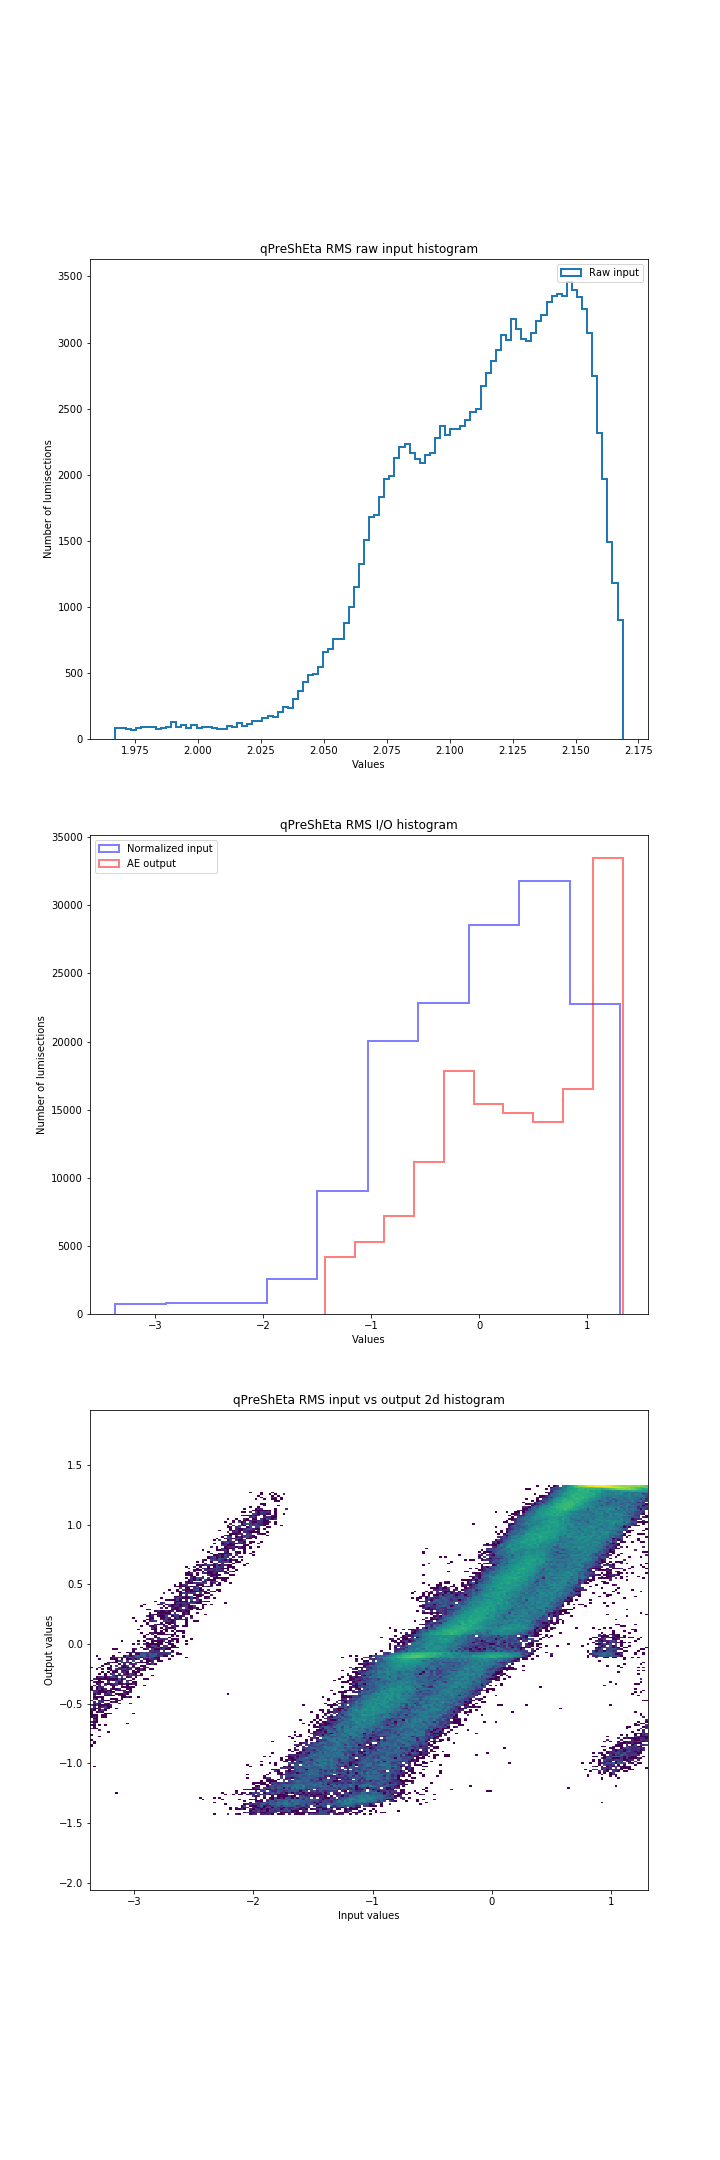 qPreShEta RMS raw input histogram
Raw input
3500
3000
2500
2000
1500
1000
500
0
Number of lumisections
1.975 2.000 2.025 2.050 2.075 2.100 2.125 2.150 2.175
Values
qPreShEta RMS I/O histogram
Normalized input
AE output
35000
30000
25000
20000
15000
10000
5000
0
Number of lumisections
−3 −2 −1 0 1
Values
qPreShEta RMS input vs output 2d histogram
1.5
1.0
0.5
0.0
−0.5
−1.0
−1.5
−2.0
Output values
−3 −2 −1 0 1
Input values